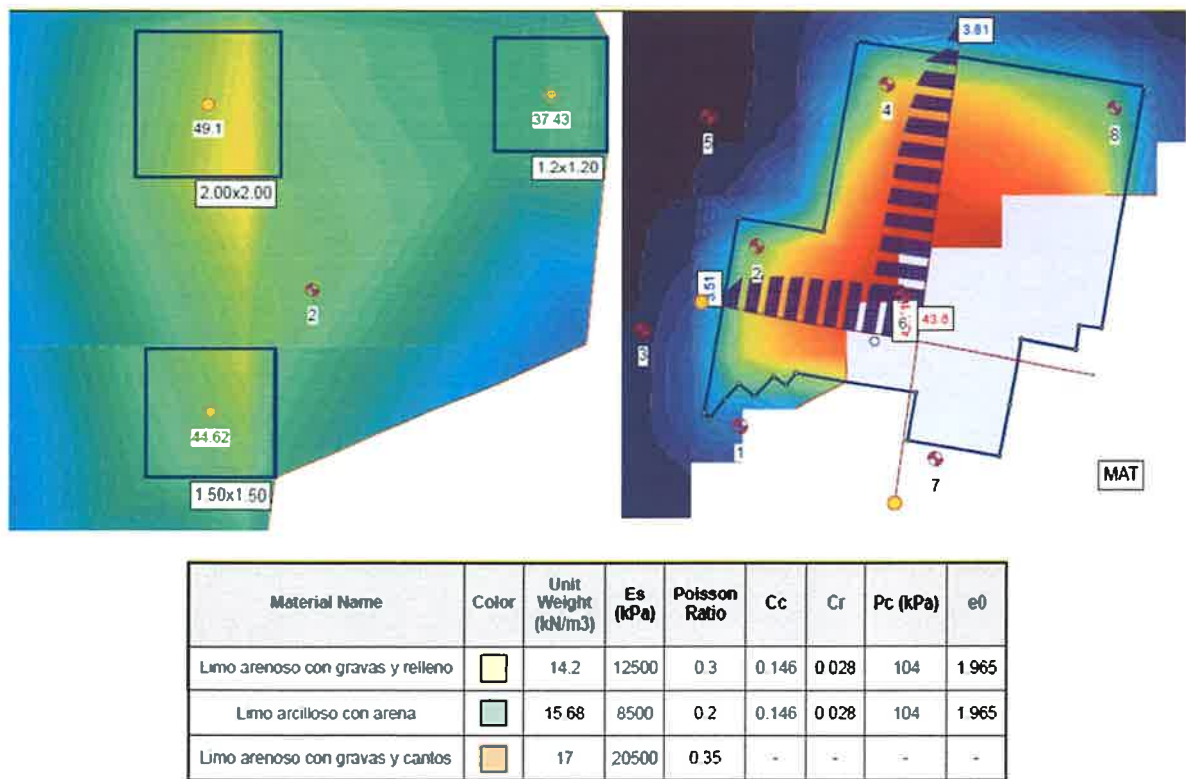 49.1
2.00x2.00
37.43
1.2x1.20
2
44.62
1.50x1.50
3.81
4
8
5
2
3.51
3
6
43.6
1
7
MAT
Material Name Color Unit Weight (kN/m3) Es (kPa) Poisson Ratio Cc Cr Pc (kPa) e0
Limo arenoso con gravas y relleno 14.2 12500 0.3 0.146 0.028 104 1.965
Limo arcilloso con arena 15.68 8500 0.2 0.146 0.028 104 1.965
Limo arenoso con gravas y cantos 17 20500 0.35 - - - -